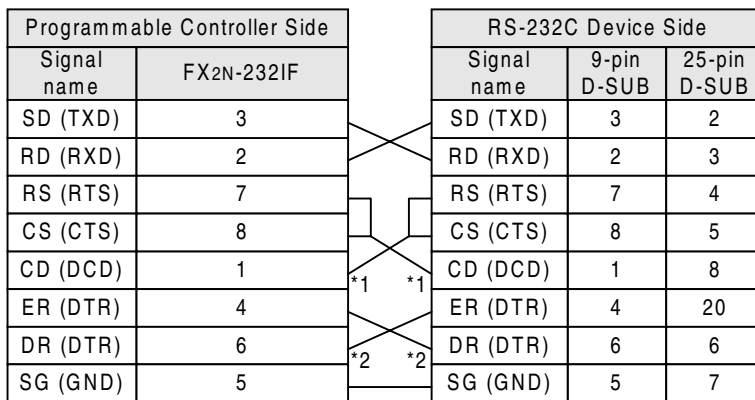 Programmable Controller Side RS-232C Device Side
Signal name FX2N-232IF Signal name 9-pin D-SUB 25-pin D-SUB
SD (TXD) 3 SD (TXD) 3 2
RD (RXD) 2 RD (RXD) 2 3
RS (RTS) 7 RS (RTS) 7 4
CS (CTS) 8 CS (CTS) 8 5
CD (DCD) 1 *1 *1 CD (DCD) 1 8
ER (DTR) 4 ER (DTR) 4 20
DR (DTR) 6 *2 *2 DR (DTR) 6 6
SG (GND) 5 SG (GND) 5 7